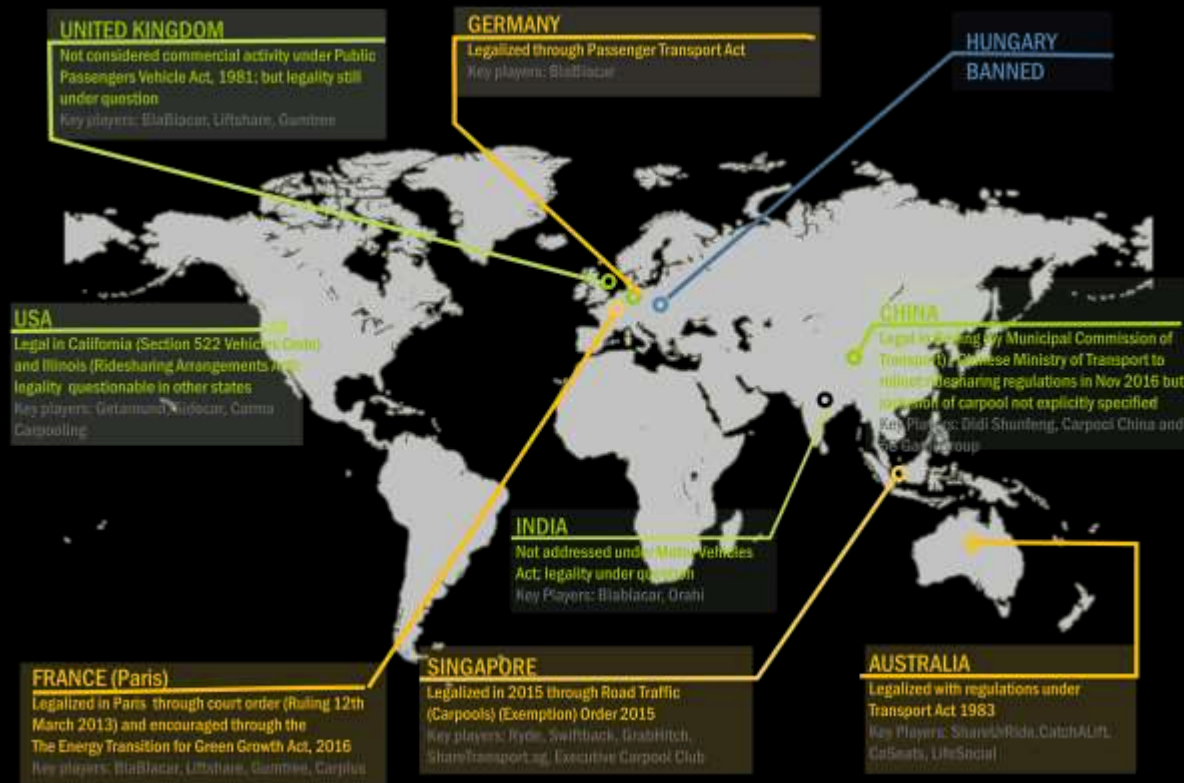 UNITED KINGDOM
Not considered commercial activity under Public
Passengers Vehicle Act, 1981; but legality still
under question
Key players: BlaBlacar, Liftshare, Gumtree
GERMANY
Legalized through Passenger Transport Act
Key players: BlaBlacar
HUNGARY
BANNED
USA
Legal in California (Section 522 Vehicles Code)
and Illinois (Ridesharing Arrangements
legality questionable in other states
Key players: Getaround, Sidecar, Carma
Carpooling
CHINA
Legal in by Municipal Commission of
Transport) Chinese Ministry of Transport to
ridesharing regulations in Nov 2016 but
of carpool not explicitly specified
Key Players: Didi Shunfeng, Carpool China and
INDIA
Not addressed under Motor Vehicles
Act; legality under question
Key Players: Blablacar, Orahi
FRANCE (Paris)
Legalized in Paris through court order (Ruling 12th
March 2013) and encouraged through the
The Energy Transition for Green Growth Act, 2016
Key players: BlaBlacar, Liftshare, Gumtree, Carplus
SINGAPORE
Legalized in 2015 through Road Traffic
(Carpools) (Exemption) Order 2015
Key players: Ryde, Swiftback, GrabHitch,
ShareTransport.sg, Executive Carpool Club
AUSTRALIA
Legalized with regulations under
Transport Act 1983
Key Players: ShareUrRide, CatchALift,
CoSeats, LifeSocial